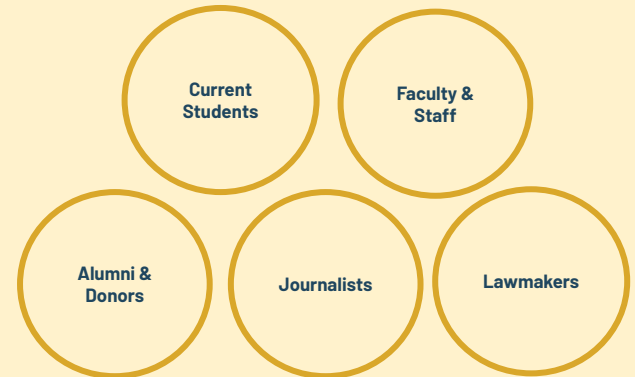 Current
Students
Faculty &
Staff
Alumni &
Donors
Journalists
Lawmakers